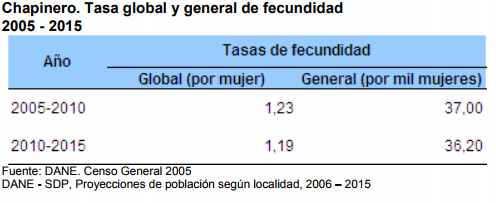 Chapinero. Tasa global y general de fecundidad
2005 - 2015
Año
Tasas de fecundidad
Global (por mujer) General (por mil mujeres)
2005-2010 1,23 37,00
2010-2015 1,19 36,20
Fuente: DANE. Censo General 2005
DANE - SDP, Proyecciones de población según localidad, 2006 – 2015